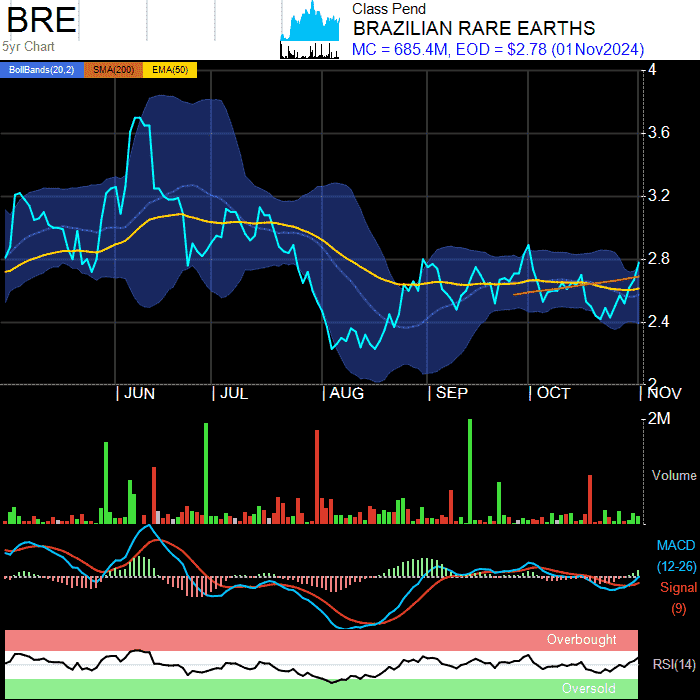 BRE
5yr Chart
Class Pend
BRAZILIAN RARE EARTHS
MC = 685.4M, EOD = $2.78 (01Nov2024)
BollBands(20,2) SMA(200) EMA(50)
4
3.6
3.2
2.8
2.4
2
JUN JUL AUG SEP OCT NOV
2M
Volume
MACD
(12-26)
Signal
(9)
Overbought
RSI(14)
Oversold